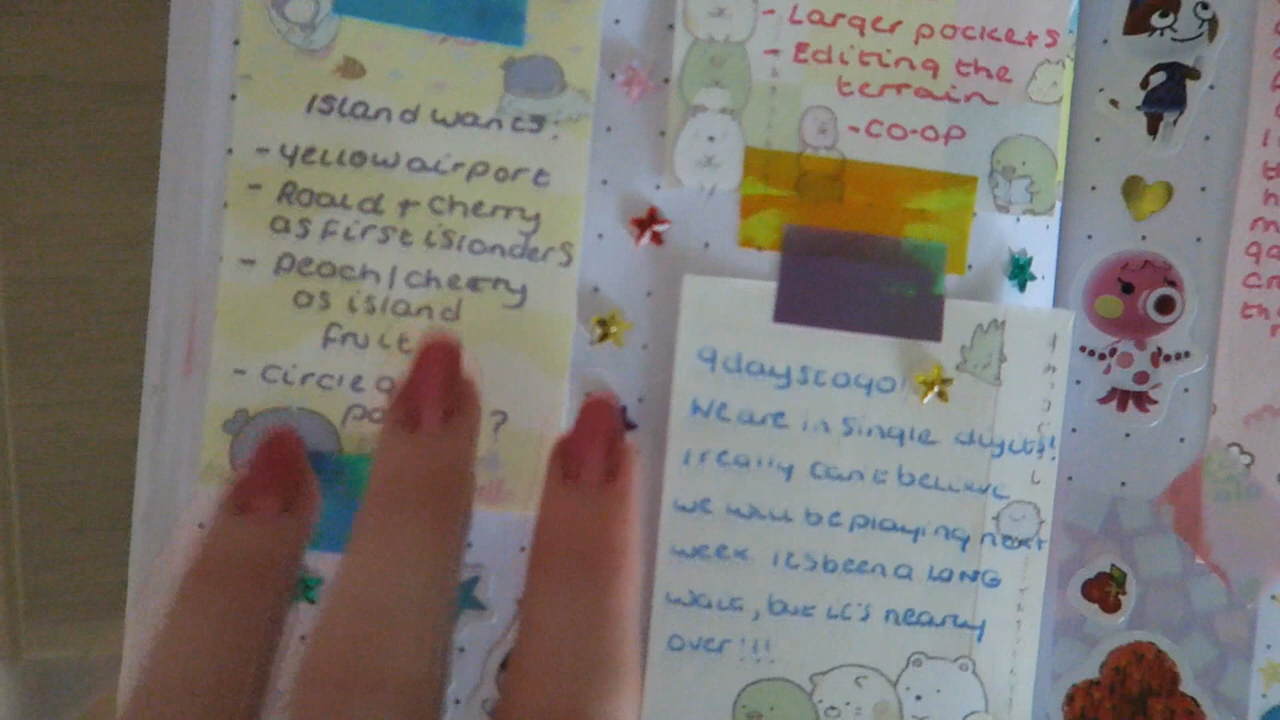 Island wants:
- yellow airport
- Roald + Cherry
as first islanders
- peach/cherry
as island
fruit
- circle
?
- Larger pockets
- Editing the
terrain
- CO-OP
9 days to go!
We are in single digits!
I really can't believe
we will be playing next
week its been a LONG
wait, but it's nearly
over!!!